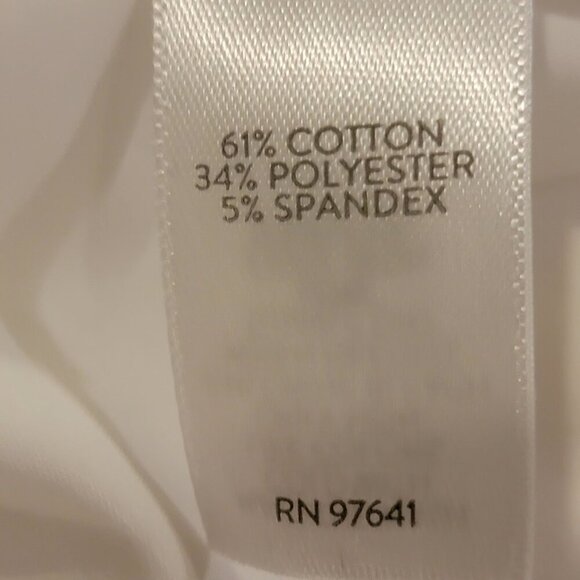 61% COTTON
34% POLYESTER
5% SPANDEX
RN 97641